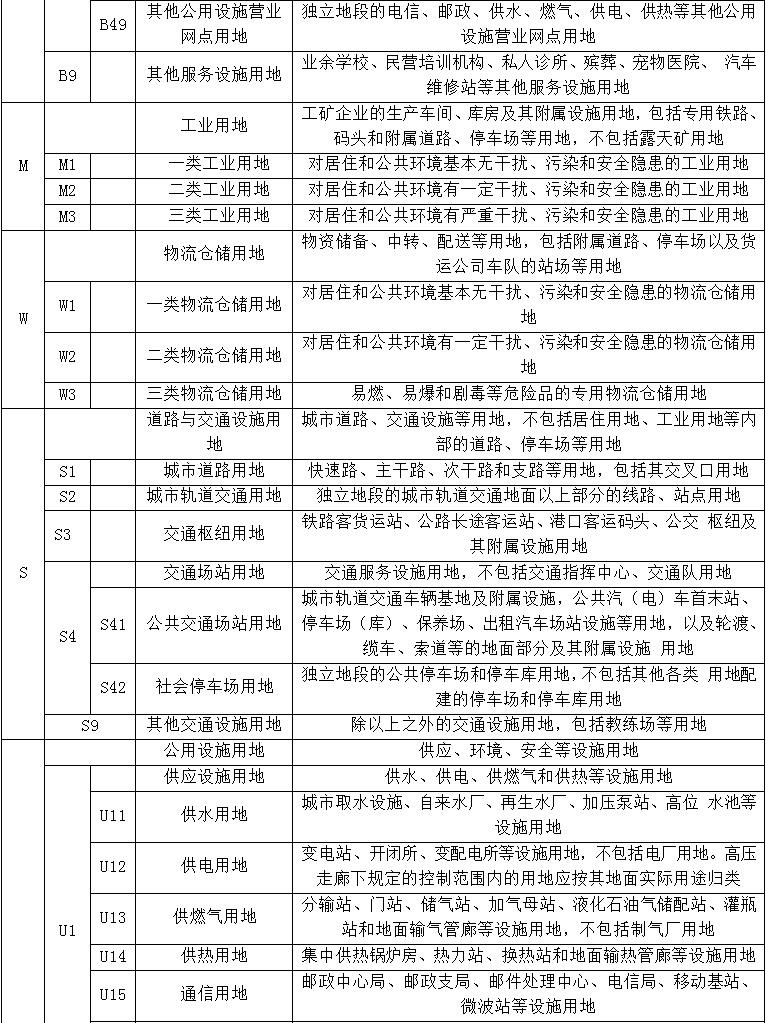 B49
其他公用设施营业
网点用地
独立地段的电信、邮政、供水、燃气、供电、供热等其他公用
设施营业网点用地
B9
其他服务设施用地
业余学校、民营培训机构、私人诊所、殡葬、宠物医院、 汽车
维修站等其他服务设施用地
M
工业用地
工矿企业的生产车间、库房及其附属设施用地，包括专用铁路、
码头和附属道路、停车场等用地，不包括露天矿用地
M1
一类工业用地
对居住和公共环境基本无干扰、污染和安全隐患的工业用地
M2
二类工业用地
对居住和公共环境有一定干扰、污染和安全隐患的工业用地
M3
三类工业用地
对居住和公共环境有严重干扰、污染和安全隐患的工业用地
W
物流仓储用地
物资储备、中转、配送等用地，包括附属道路、停车场以及货
运公司车队的站场等用地
W1
一类物流仓储用地
对居住和公共环境基本无干扰、污染和安全隐患的物流仓储用
地
W2
二类物流仓储用地
对居住和公共环境有一定干扰、污染和安全隐患的物流仓储用
地
W3
三类物流仓储用地
易燃、易爆和剧毒等危险品的专用物流仓储用地
S
道路与交通设施用
地
城市道路、交通设施等用地，不包括居住用地、工业用地等内
部的道路、停车场等用地
S1
城市道路用地
快速路、主干路、次干路和支路等用地，包括其交叉口用地
S2
城市轨道交通用地
独立地段的城市轨道交通地面以上部分的线路、站点用地
S3
交通枢纽用地
铁路客货运站、公路长途客运站、港口客运码头、公交 枢纽及
其附属设施用地
S4
交通场站用地
交通服务设施用地，不包括交通指挥中心、交通队用地
S41
公共交通场站用地
城市轨道交通车辆基地及附属设施，公共汽（电）车首末站、
停车场（库）、保养场、出租汽车场站设施等用地，以及轮渡、
缆车、索道等的地面部分及其附属设施 用地
S42
社会停车场用地
独立地段的公共停车场和停车库用地，不包括其他各类 用地配
建的停车场和停车库用地
S9
其他交通设施用地
除以上之外的交通设施用地，包括教练场等用地
公用设施用地
供应、环境、安全等设施用地
U1
供应设施用地
供水、供电、供燃气和供热等设施用地
U11
供水用地
城市取水设施、自来水厂、再生水厂、加压泵站、高位 水池等
设施用地
U12
供电用地
变电站、开闭所、变配电所等设施用地，不包括电厂用地。高压
走廊下规定的控制范围内的用地应按其地面实际用途归类
U13
供燃气用地
分输站、门站、储气站、加气母站、液化石油气储配站、灌瓶
站和地面输气管廊等设施用地，不包括制气厂用地
U14
供热用地
集中供热锅炉房、热力站、换热站和地面输热管廊等设施用地
U15
通信用地
邮政中心局、邮政支局、邮件处理中心、电信局、移动基站、
微波站等设施用地